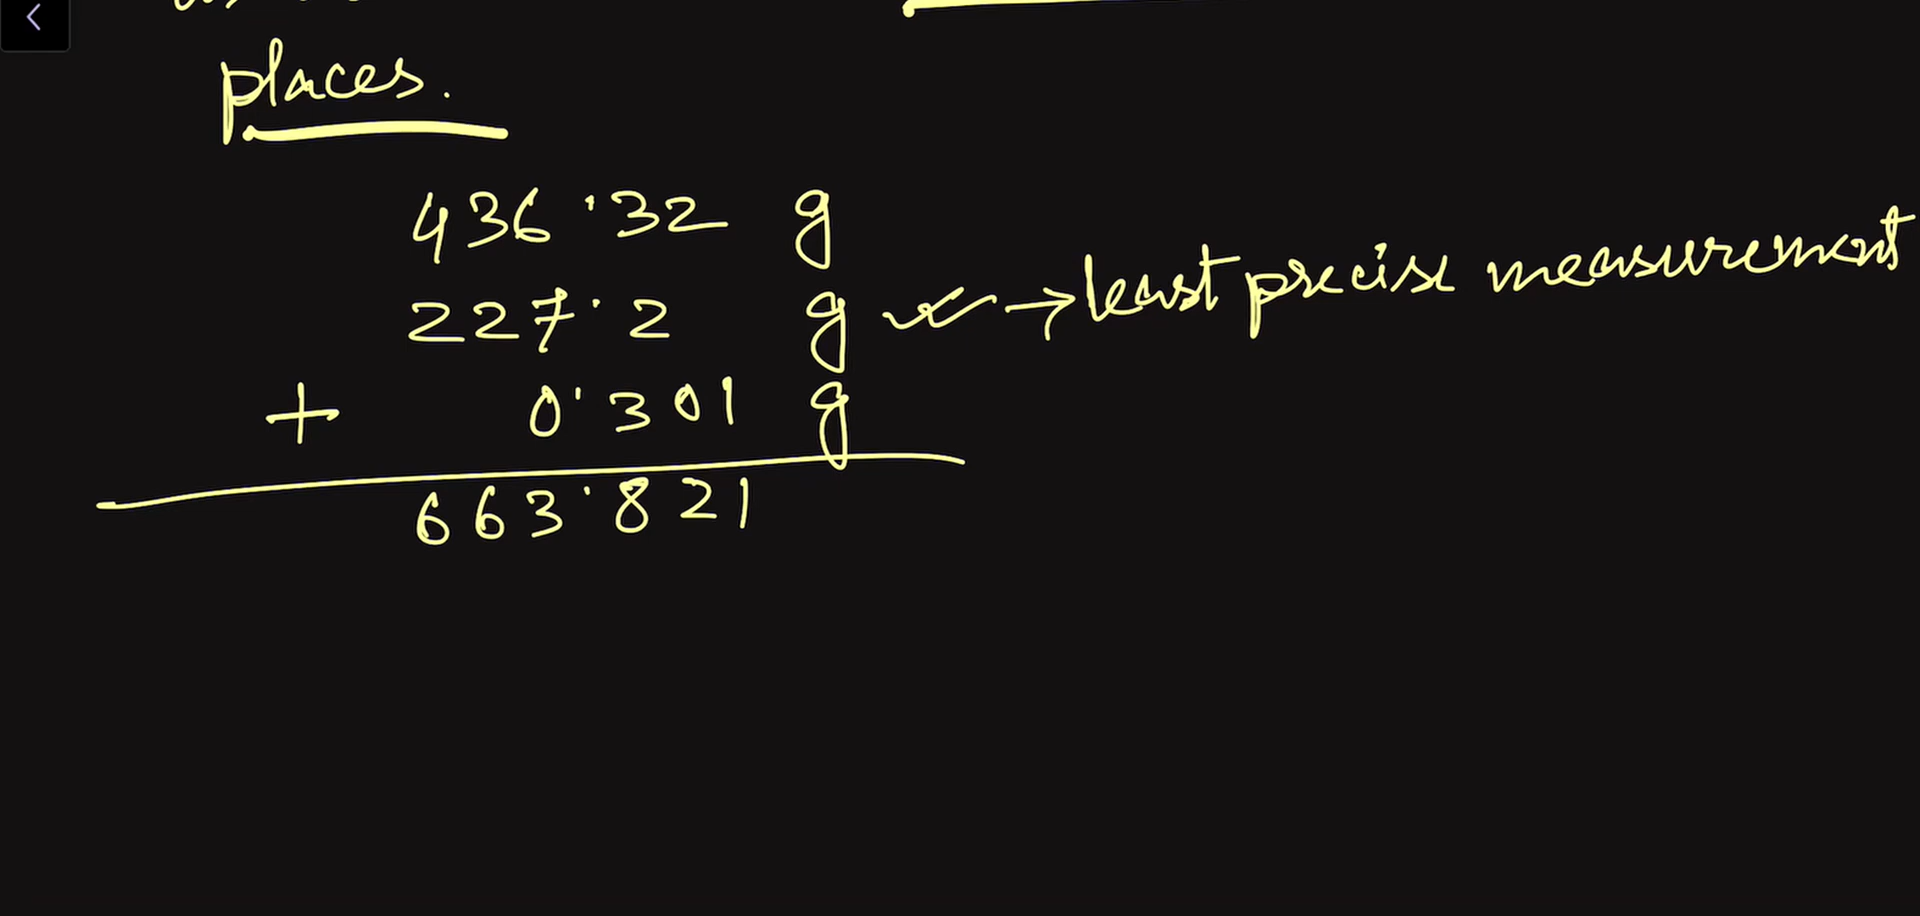 places.
436.32 g
227.2 g → least precise measurement
+ 0.301 g
663.821